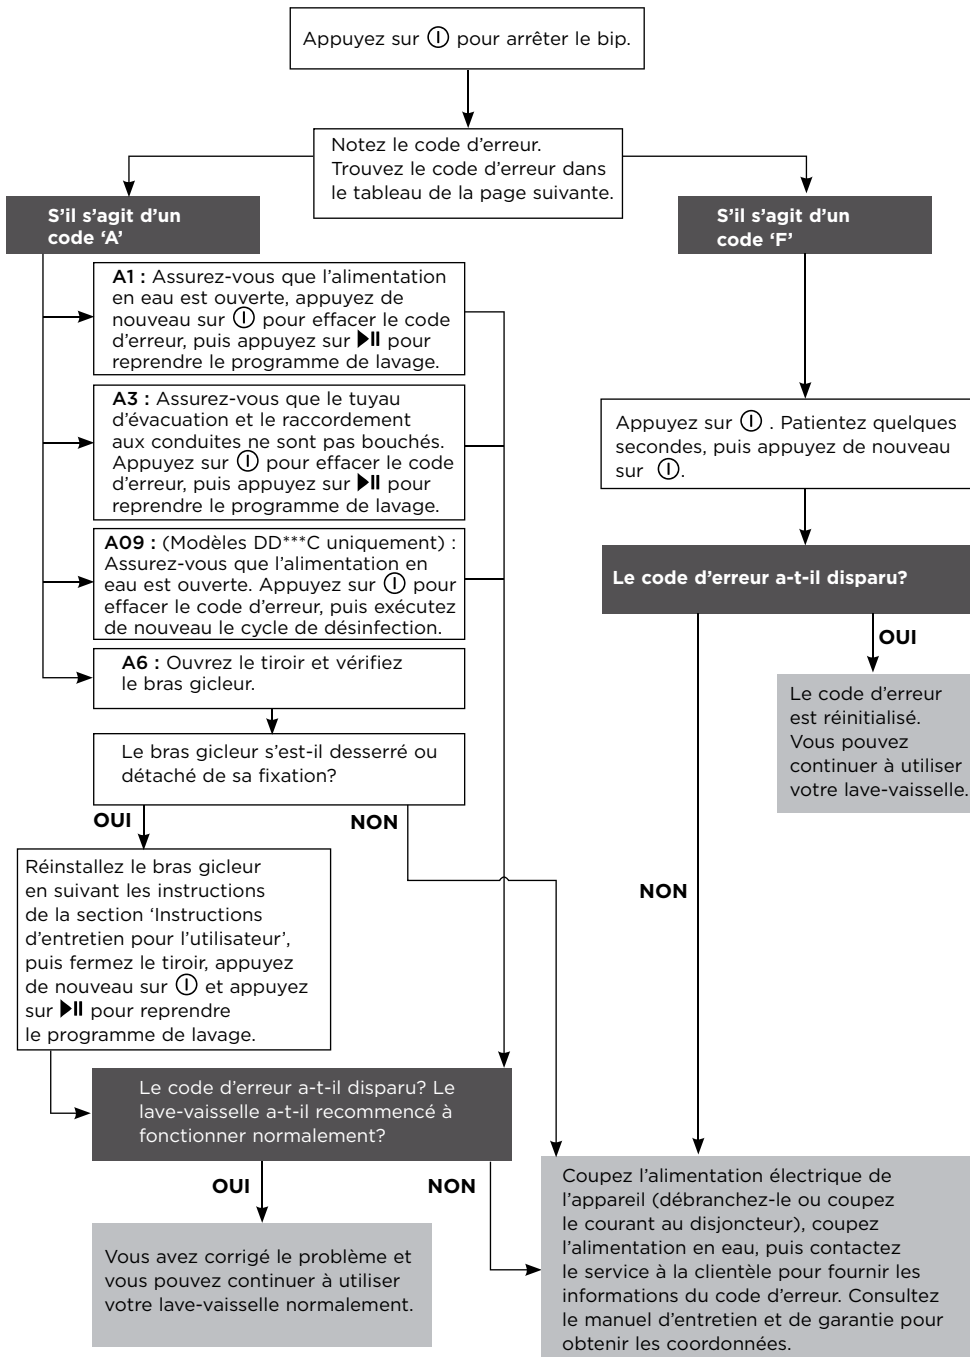 Appuyez sur pour arrêter le bip.
Notez le code d'erreur.
Trouvez le code d'erreur dans
le tableau de la page suivante.
S'il s'agit d'un
code ‘A’
A1 : Assurez-vous que l'alimentation
en eau est ouverte, appuyez de
nouveau sur pour effacer le code
d'erreur, puis appuyez sur pour
reprendre le programme de lavage.
A3 : Assurez-vous que le tuyau
d'évacuation et le raccordement
aux conduites ne sont pas bouchés.
Appuyez sur pour effacer le code
d'erreur, puis appuyez sur pour
reprendre le programme de lavage.
A09 : (Modèles DD***C uniquement) :
Assurez-vous que l'alimentation en
eau est ouverte. Appuyez sur pour
effacer le code d'erreur, puis exécutez
de nouveau le cycle de désinfection.
A6 : Ouvrez le tiroir et vérifiez
le bras gicleur.
Le bras gicleur s'est-il desserré ou
détaché de sa fixation?
OUI
NON
Réinstallez le bras gicleur
en suivant les instructions
de la section ‘Instructions
d'entretien pour l'utilisateur’,
puis fermez le tiroir, appuyez
de nouveau sur et appuyez
sur pour reprendre
le programme de lavage.
Le code d'erreur a-t-il disparu? Le
lave-vaisselle a-t-il recommencé à
fonctionner normalement?
OUI
NON
Vous avez corrigé le problème et
vous pouvez continuer à utiliser
votre lave-vaisselle normalement.
S'il s'agit d'un
code ‘F’
Appuyez sur . Patientez quelques
secondes, puis appuyez de nouveau
sur .
Le code d'erreur a-t-il disparu?
OUI
Le code d'erreur
est réinitialisé.
Vous pouvez
continuer à utiliser
votre lave-vaisselle.
NON
Coupez l'alimentation électrique de
l'appareil (débranchez-le ou coupez
le courant au disjoncteur), coupez
l'alimentation en eau, puis contactez
le service à la clientèle pour fournir les
informations du code d'erreur. Consultez
le manuel d'entretien et de garantie pour
obtenir les coordonnées.